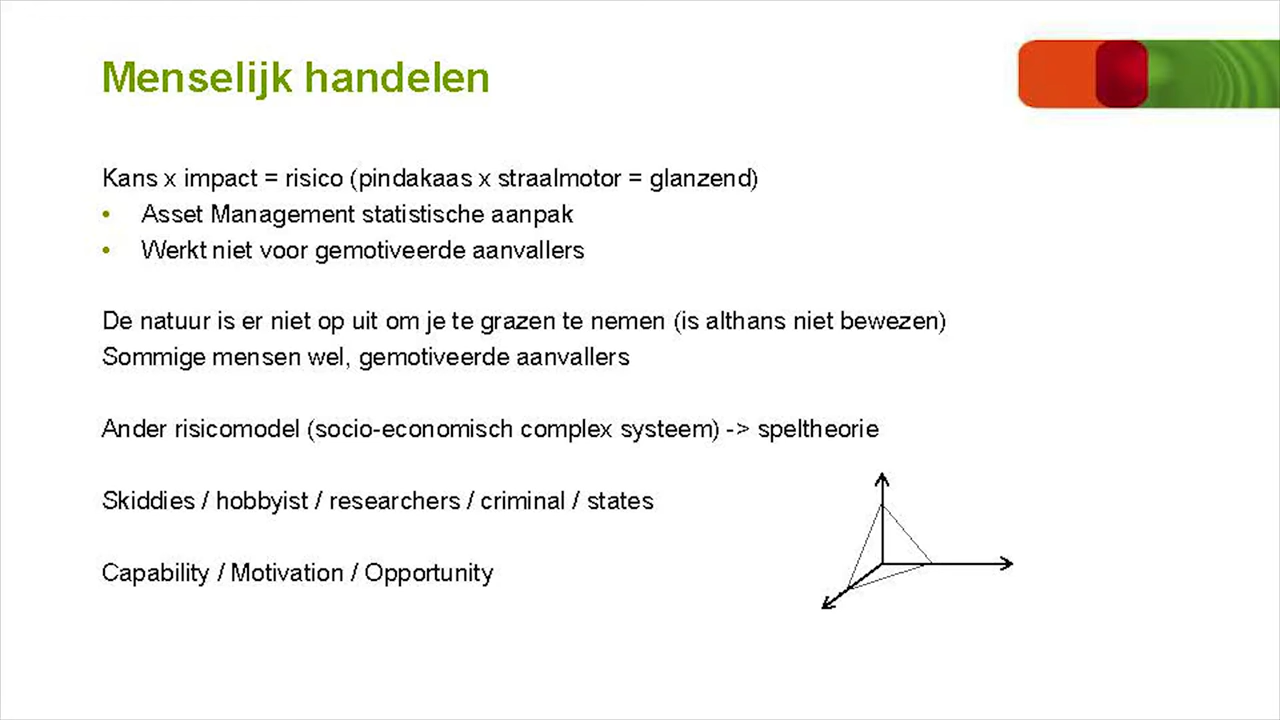 Menselijk handelen
Kans x impact = risico (pindakaas x straalmotor = glanzend)
• Asset Management statistische aanpak
• Werkt niet voor gemotiveerde aanvallers
De natuur is er niet op uit om je te grazen te nemen (is althans niet bewezen)
Sommige mensen wel, gemotiveerde aanvallers
Ander risicomodel (socio-economisch complex systeem) -> speltheorie
Skiddies / hobbyist / researchers / criminal / states
Capability / Motivation / Opportunity